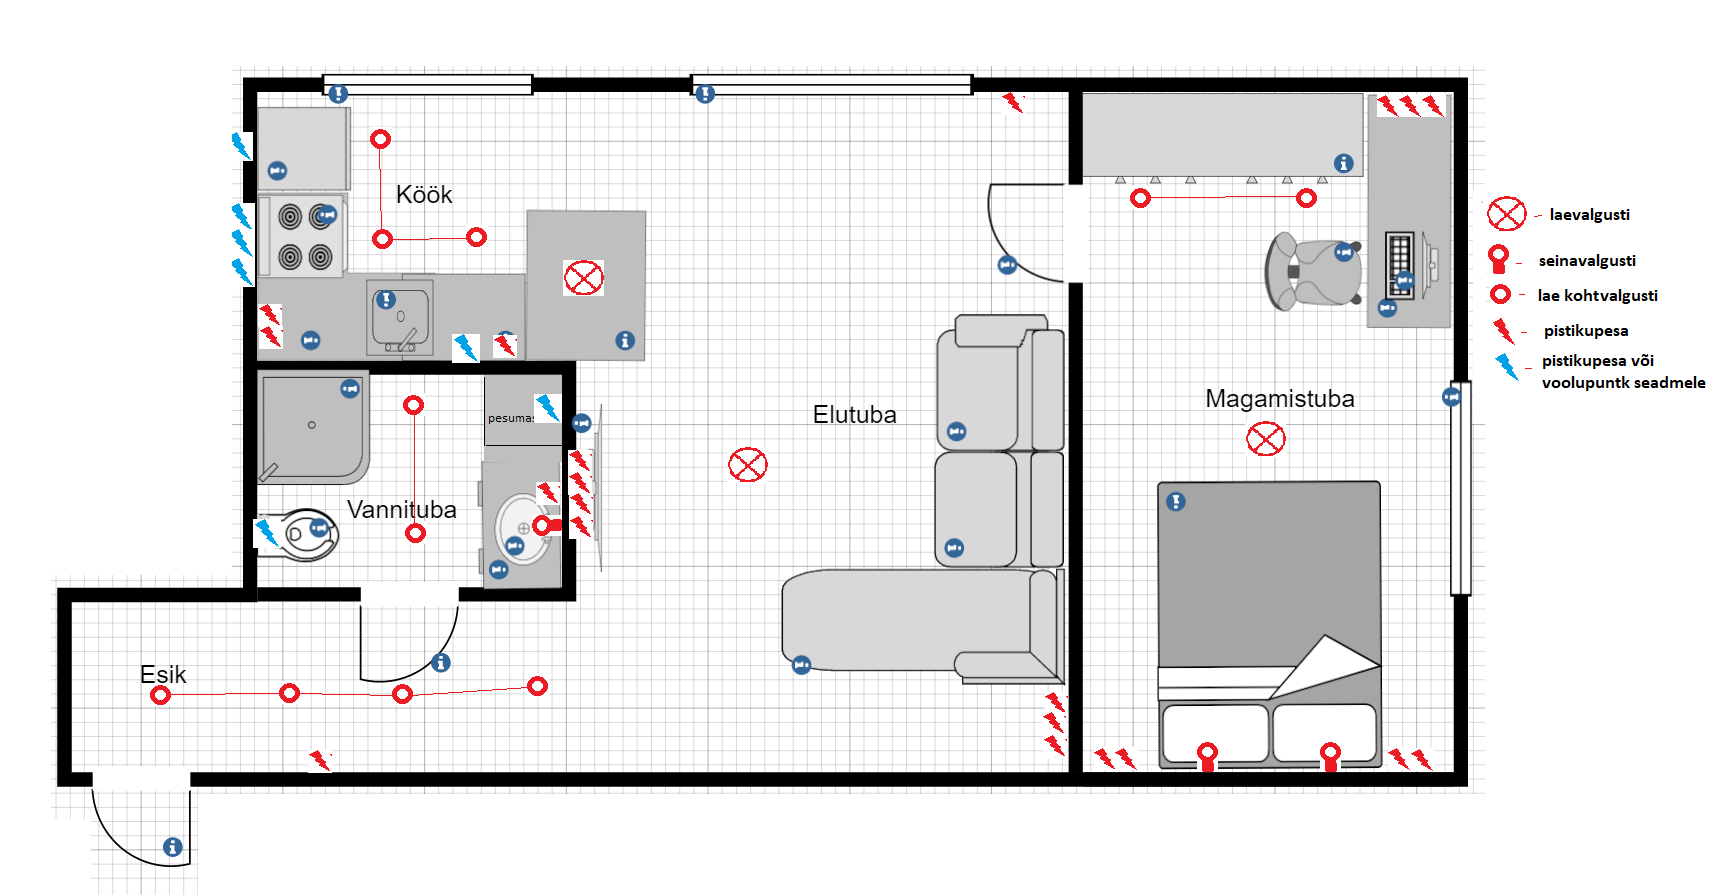 Köök
laevalgusti
seinavalgusti
lae kohtvalgusti
pistikupesa
pistikupesa või
voolupuntk seadmele
Magamistuba
Elutuba
pesumas
Vannituba
Esik